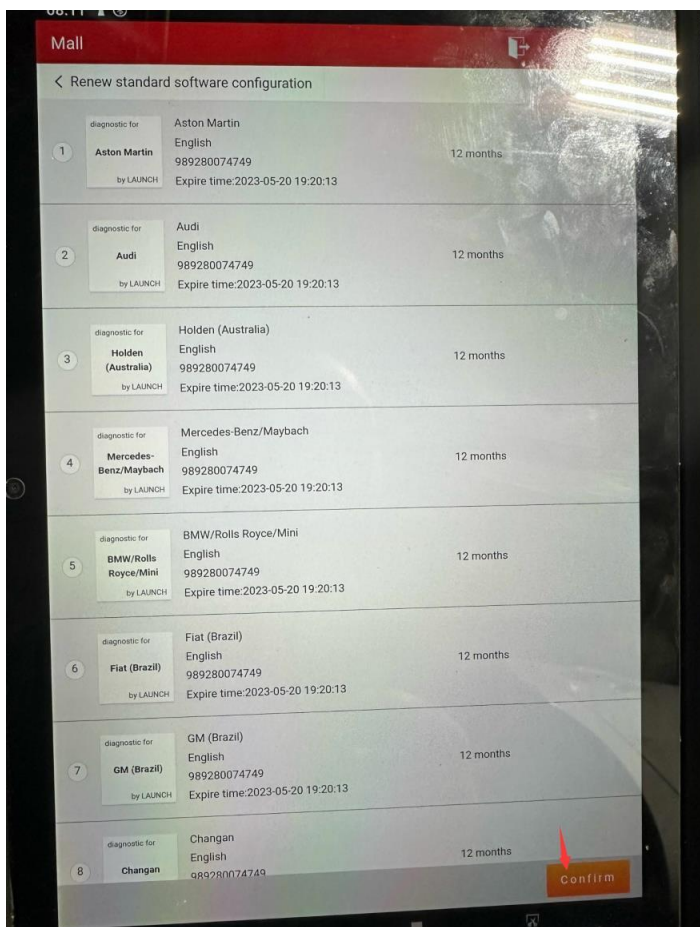 Mall
Renew standard software configuration
1
diagnostic for
Aston Martin
by LAUNCH
Aston Martin
English
989280074749
Expire time:2023-05-20 19:20:13
12 months
2
diagnostic for
Audi
by LAUNCH
Audi
English
989280074749
Expire time:2023-05-20 19:20:13
12 months
3
diagnostic for
Holden
(Australia)
by LAUNCH
Holden (Australia)
English
989280074749
Expire time:2023-05-20 19:20:13
12 months
4
diagnostic for
Mercedes-
Benz/Maybach
by LAUNCH
Mercedes-Benz/Maybach
English
989280074749
Expire time:2023-05-20 19:20:13
12 months
5
diagnostic for
BMW/Rolls
Royce/Mini
by LAUNCH
BMW/Rolls Royce/Mini
English
989280074749
Expire time:2023-05-20 19:20:13
12 months
6
diagnostic for
Fiat (Brazil)
by LAUNCH
Fiat (Brazil)
English
989280074749
Expire time:2023-05-20 19:20:13
12 months
7
diagnostic for
GM (Brazil)
by LAUNCH
GM (Brazil)
English
989280074749
Expire time:2023-05-20 19:20:13
12 months
8
diagnostic for
Changan
Changan
English
989280074749
12 months
Confirm